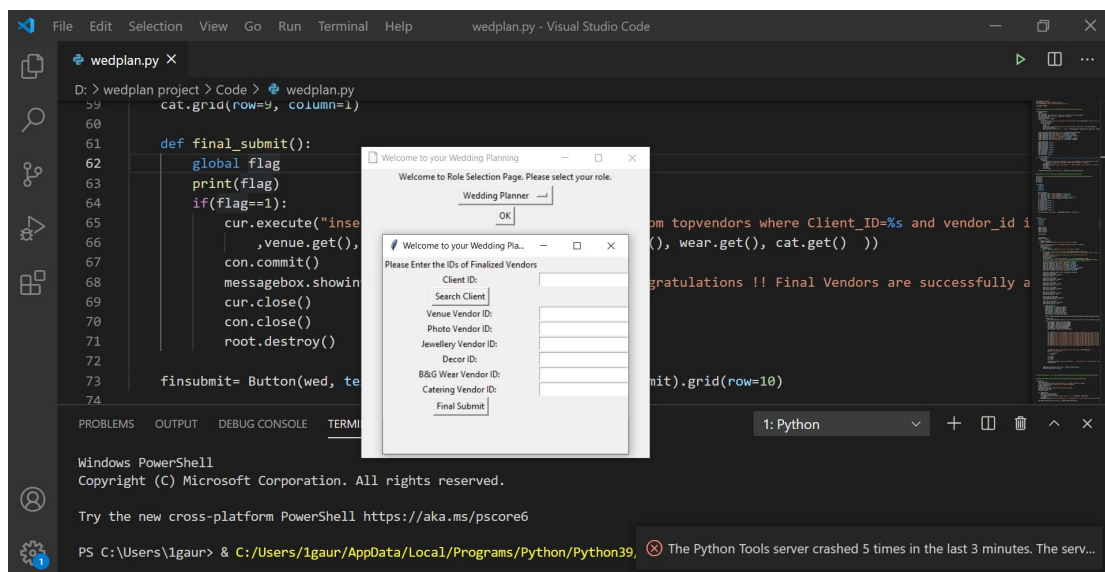 File Edit Selection View Go Run Terminal Help wedplan.py - Visual Studio Code
wedplan.py
D: > wedplan project > Code > wedplan.py
59 cat.grid(row=9, column=1)
60
61 def final_submit():
62 global flag
63 print(flag)
64 if(flag==1):
65 cur.execute("inse om topvendors where Client_ID=%s and vendor_id i
66 ,venue.get(), (), wear.get(), cat.get() ))
67 con.commit()
68 messagebox.showin gratulations !! Final Vendors are successfully a
69 cur.close()
70 con.close()
71 root.destroy()
72
73 finsubmit= Button(wed, te mit).grid(row=10)
74
Welcome to your Wedding Planning
Welcome to Role Selection Page. Please select your role.
Wedding Planner
OK
Welcome to your Wedding Pla...
Please Enter the IDs of Finalized Vendors
Client ID:
Search Client
Venue Vendor ID:
Photo Vendor ID:
Jewellery Vendor ID:
Decor ID:
B&G Wear Vendor ID:
Catering Vendor ID:
Final Submit
PROBLEMS OUTPUT DEBUG CONSOLE TERMI 1: Python
Windows PowerShell
Copyright (C) Microsoft Corporation. All rights reserved.
Try the new cross-platform PowerShell https://aka.ms/pscore6
PS C:\Users\1gaur> & C:/Users/1gaur/AppData/Local/Programs/Python/Python39/
The Python Tools server crashed 5 times in the last 3 minutes. The serv...
1